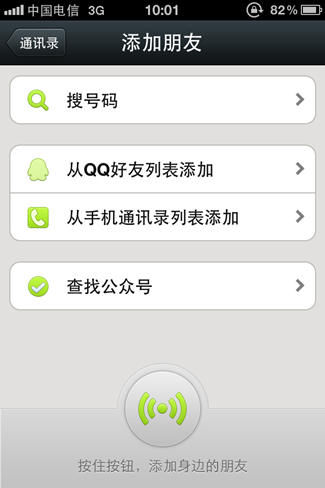 中国电信 3G 10:01 82%
通讯录 添加朋友
搜号码
从QQ好友列表添加
从手机通讯录列表添加
查找公众号
按住按钮，添加身边的朋友